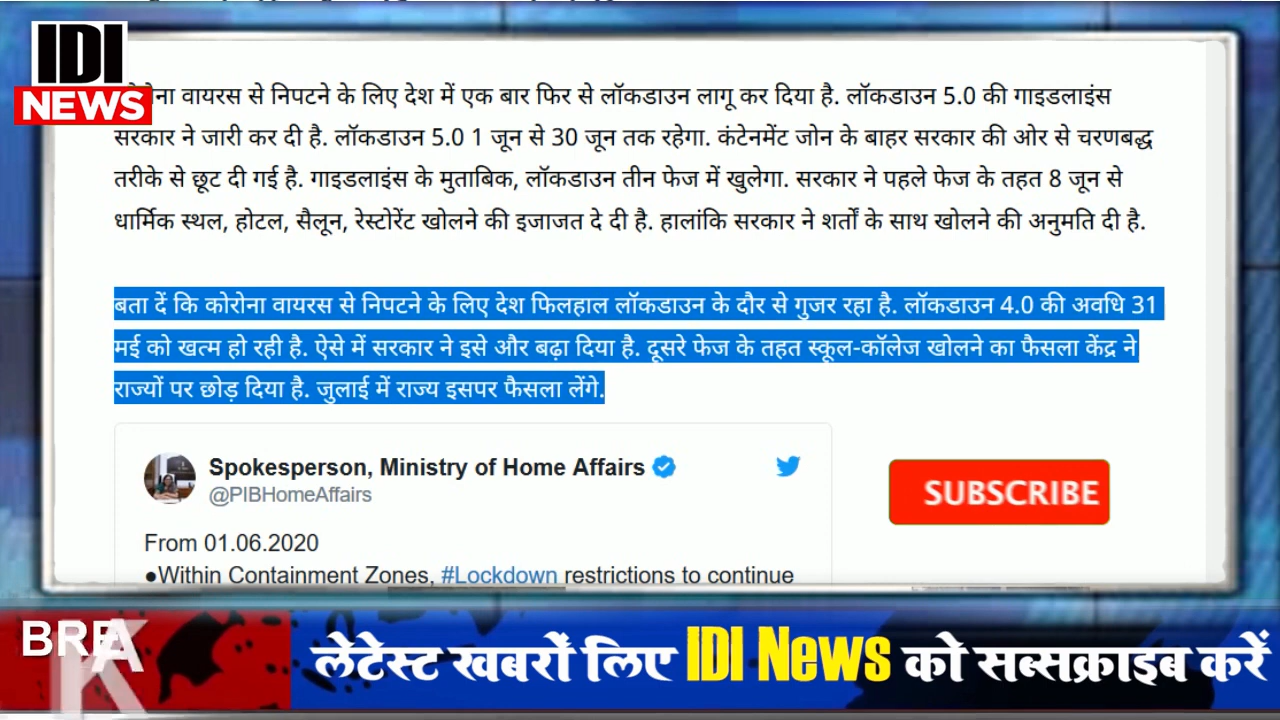 IDI
NEWS
वायरस से निपटने के लिए देश में एक बार फिर से लॉकडाउन लागू कर दिया है. लॉकडाउन 5.0 की गाइडलाइंस
सरकार ने जारी कर दी है. लॉकडाउन 5.0 1 जून से 30 जून तक रहेगा. कंटेनमेंट जोन के बाहर सरकार की ओर से चरणबद्ध
तरीके से छूट दी गई है. गाइडलाइंस के मुताबिक, लॉकडाउन तीन फेज में खुलेगा. सरकार ने पहले फेज के तहत 8 जून से
धार्मिक स्थल, होटल, सैलून, रेस्टोरेंट खोलने की इजाजत दे दी है. हालांकि सरकार ने शर्तों के साथ खोलने की अनुमति दी है.
बता दें कि कोरोना वायरस से निपटने के लिए देश फिलहाल लॉकडाउन के दौर से गुजर रहा है. लॉकडाउन 4.0 की अवधि 31
मई को खत्म हो रही है. ऐसे में सरकार ने इसे और बढ़ा दिया है. दूसरे फेज के तहत स्कूल-कॉलेज खोलने का फैसला केंद्र ने
राज्यों पर छोड़ दिया है. जुलाई में राज्य इसपर फैसला लेंगे.
Spokesperson, Ministry of Home Affairs
@PIBHomeAffairs
From 01.06.2020
●Within Containment Zones, #Lockdown restrictions to continue
SUBSCRIBE
BREAK
लेटेस्ट खबरों लिए IDI News को सब्सक्राइब करें